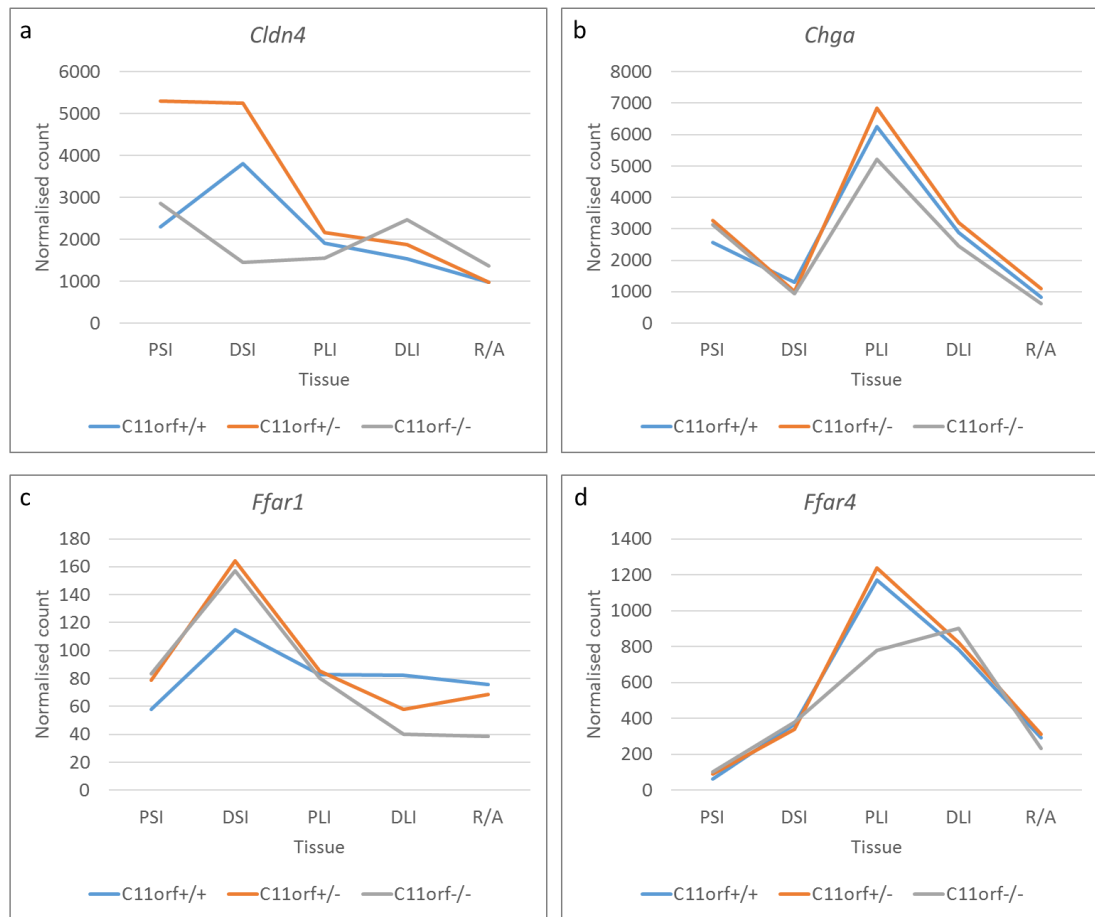 a
Cldn4
Normalised count
6000
5000
4000
3000
2000
1000
0
PSI DSI PLI DLI R/A
Tissue
C11orf+/+ C11orf+/- C11orf-/-
b
Chga
Normalised count
8000
7000
6000
5000
4000
3000
2000
1000
0
PSI DSI PLI DLI R/A
Tissue
C11orf+/+ C11orf+/- C11orf-/-
c
Ffar1
Normalised count
180
160
140
120
100
80
60
40
20
0
PSI DSI PLI DLI R/A
Tissue
C11orf+/+ C11orf+/- C11orf-/-
d
Ffar4
Normalised count
1400
1200
1000
800
600
400
200
0
PSI DSI PLI DLI R/A
Tissue
C11orf+/+ C11orf+/- C11orf-/-